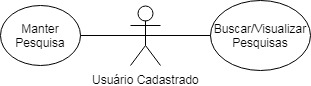 Manter
Pesquisa
Buscar/Visualizar
Pesquisas
Usuário Cadastrado